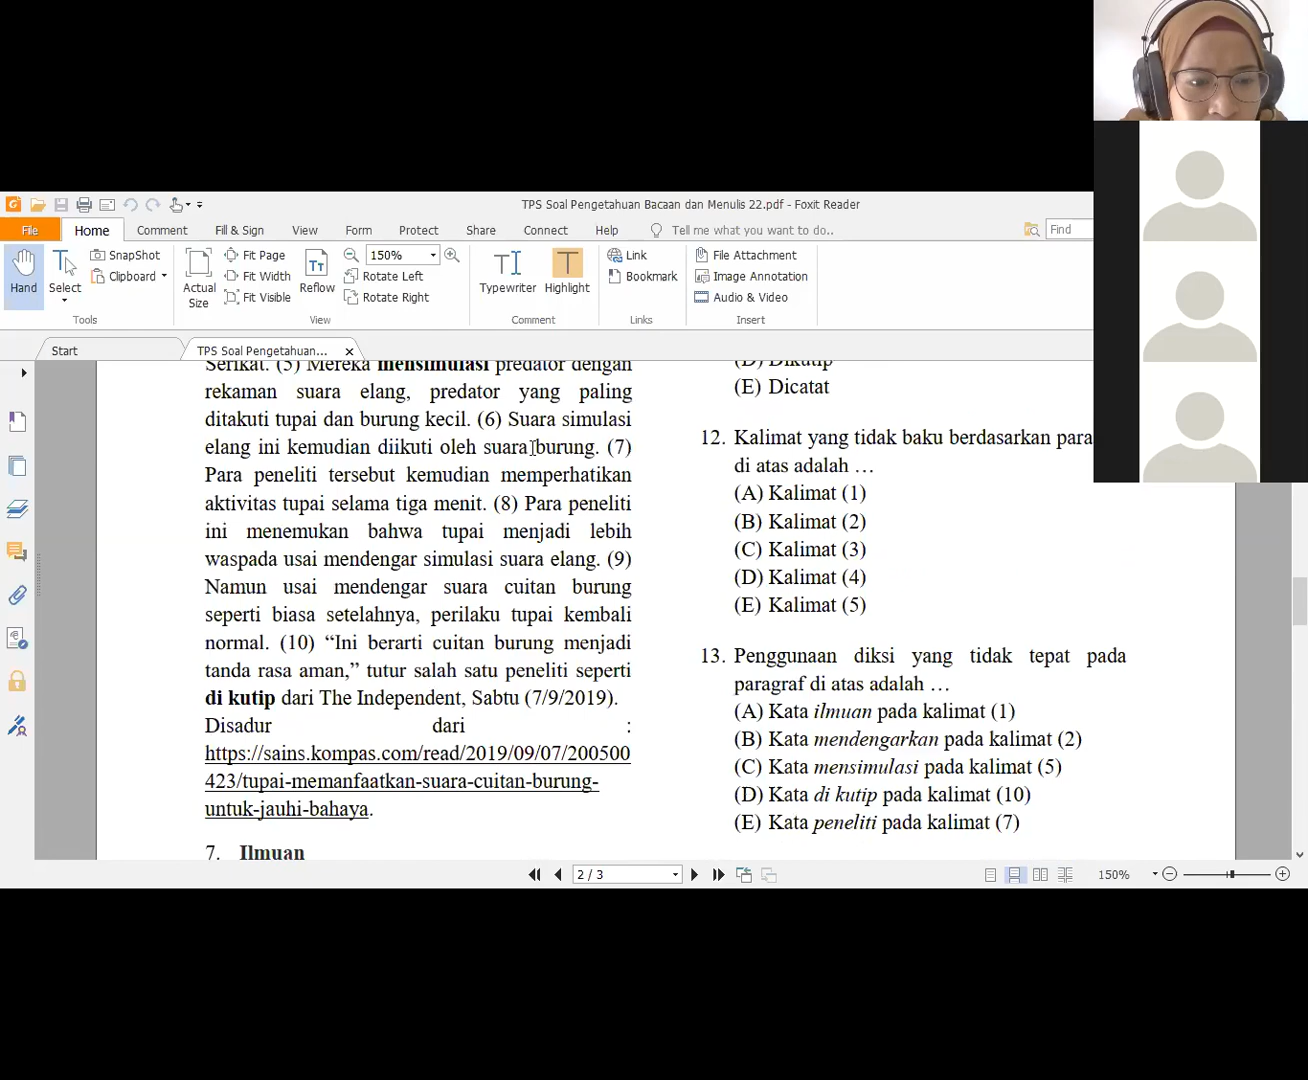 TPS Soal Pengetahuan Bacaan dan Menulis 22.pdf - Foxit Reader
File Home Comment Fill & Sign View Form Protect Share Connect Help Tell me what you want to do.. Find
Hand
Select
SnapShot
Clipboard
Tools
Actual Size
Fit Page
Fit Width
Fit Visible
Reflow
150%
Rotate Left
Rotate Right
View
Typewriter
Highlight
Comment
Link
Bookmark
Links
File Attachment
Image Annotation
Audio & Video
Insert
Start
TPS Soal Pengetahuan...
Serikat. (5) Mereka mensimulasi predator dengan
rekaman suara elang, predator yang paling
ditakuti tupai dan burung kecil. (6) Suara simulasi
elang ini kemudian diikuti oleh suara burung. (7)
Para peneliti tersebut kemudian memperhatikan
aktivitas tupai selama tiga menit. (8) Para peneliti
ini menemukan bahwa tupai menjadi lebih
waspada usai mendengar simulasi suara elang. (9)
Namun usai mendengar suara cuitan burung
seperti biasa setelahnya, perilaku tupai kembali
normal. (10) “Ini berarti cuitan burung menjadi
tanda rasa aman,” tutur salah satu peneliti seperti
di kutip dari The Independent, Sabtu (7/9/2019).
Disadur dari :
https://sains.kompas.com/read/2019/09/07/200500
423/tupai-memanfaatkan-suara-cuitan-burung-
untuk-jauhi-bahaya.
7. Ilmuan
(D) Dikutip
(E) Dicatat
12. Kalimat yang tidak baku berdasarkan para
di atas adalah …
(A) Kalimat (1)
(B) Kalimat (2)
(C) Kalimat (3)
(D) Kalimat (4)
(E) Kalimat (5)
13. Penggunaan diksi yang tidak tepat pada
paragraf di atas adalah …
(A) Kata ilmuan pada kalimat (1)
(B) Kata mendengarkan pada kalimat (2)
(C) Kata mensimulasi pada kalimat (5)
(D) Kata di kutip pada kalimat (10)
(E) Kata peneliti pada kalimat (7)
2 / 3
150%